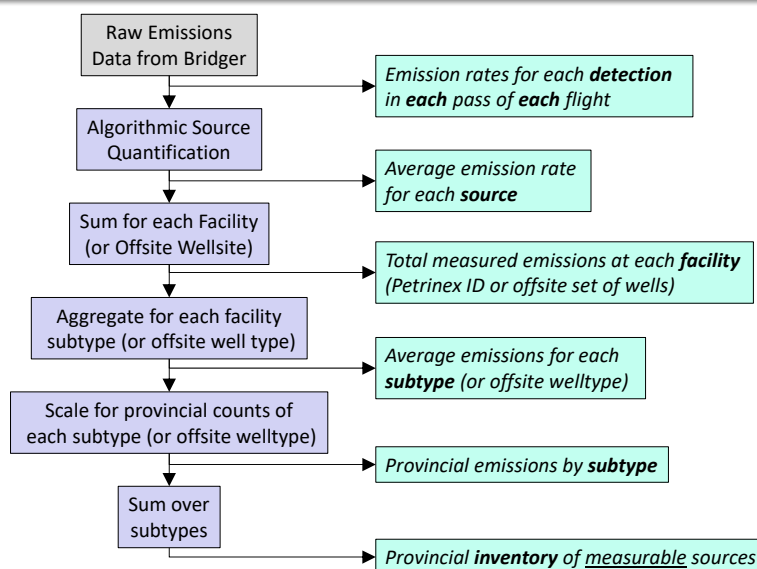 Raw Emissions
Data from Bridger
Emission rates for each detection
in each pass of each flight
Algorithmic Source
Quantification
Average emission rate
for each source
Sum for each Facility
(or Offsite Wellsite)
Total measured emissions at each facility
(Petrinex ID or offsite set of wells)
Aggregate for each facility
subtype (or offsite well type)
Average emissions for each
subtype (or offsite welltype)
Scale for provincial counts of
each subtype (or offsite welltype)
Provincial emissions by subtype
Sum over
subtypes
Provincial inventory of measurable sources